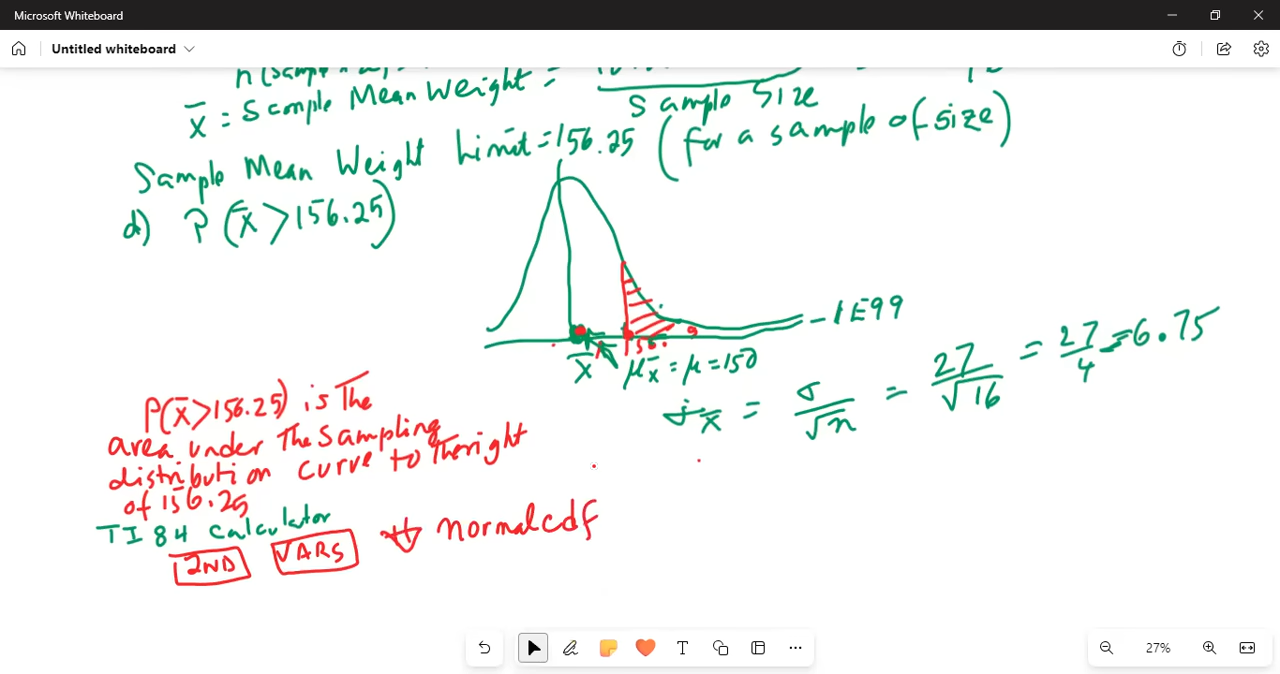 Microsoft Whiteboard
Untitled whiteboard
x̄ = Sample Mean Weight =
Sample Size
Sample Mean Weight Limit = 156.25 (for a sample of size)
d) P(x̄ > 156.25)
- 1E99
x̄
μx̄ = μ = 150
σx̄ = σ/√n = 27/√16 = 27/4 = 6.75
P(x̄ > 156.25) is The
area under The Sampling
distribution curve to The right
of 156.25
TI 84 Calculator
2ND VARS normalcdf
27%